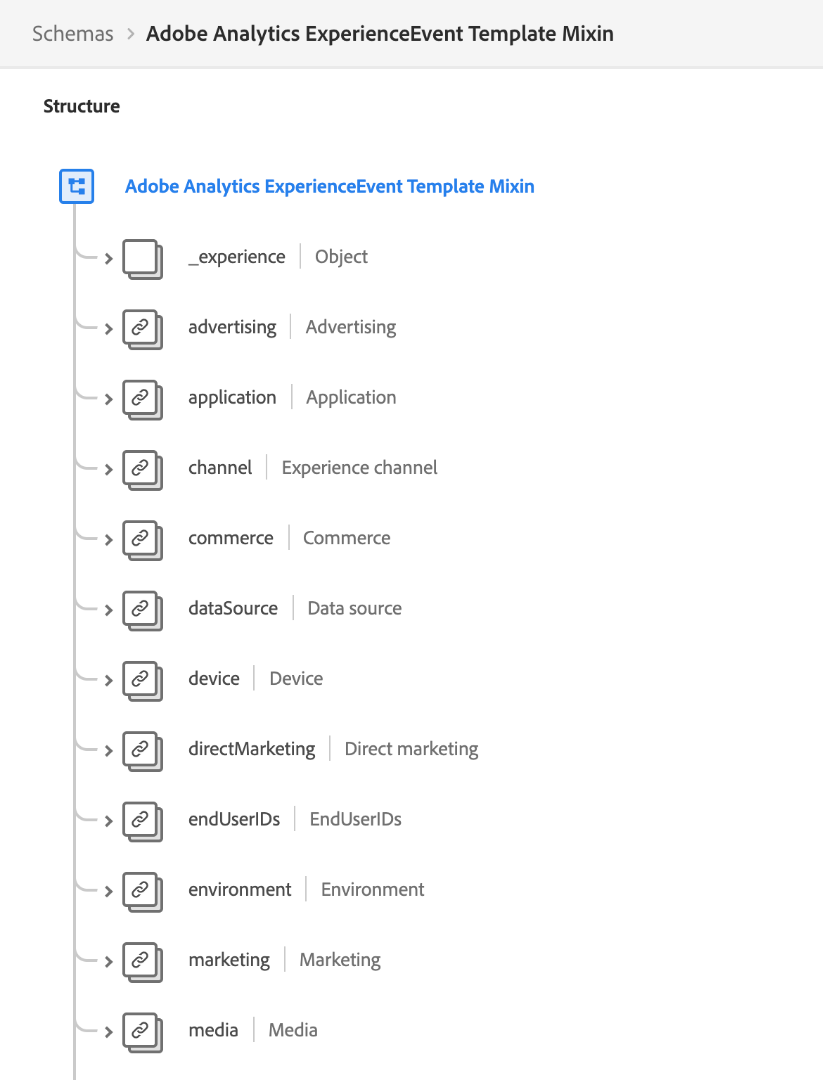 Schemas > Adobe Analytics ExperienceEvent Template Mixin
Structure
Adobe Analytics ExperienceEvent Template Mixin
_experience Object
advertising Advertising
application Application
channel Experience channel
commerce Commerce
dataSource Data source
device Device
directMarketing Direct marketing
endUserIDs EndUserIDs
environment Environment
marketing Marketing
media Media